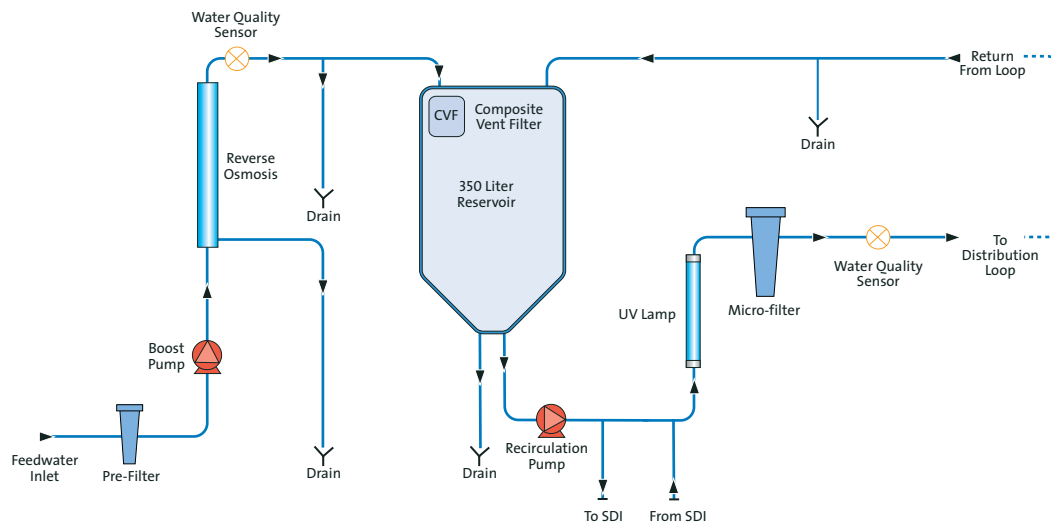 Water Quality
Sensor
Return
From Loop
CVF
Composite
Vent Filter
Drain
Reverse
Osmosis
350 Liter
Reservoir
Drain
To
Distribution
Loop
Water Quality
Sensor
UV Lamp
Micro-filter
Boost
Pump
Feedwater
Inlet
Pre-Filter
Drain
Drain
Recirculation
Pump
To SDI
From SDI